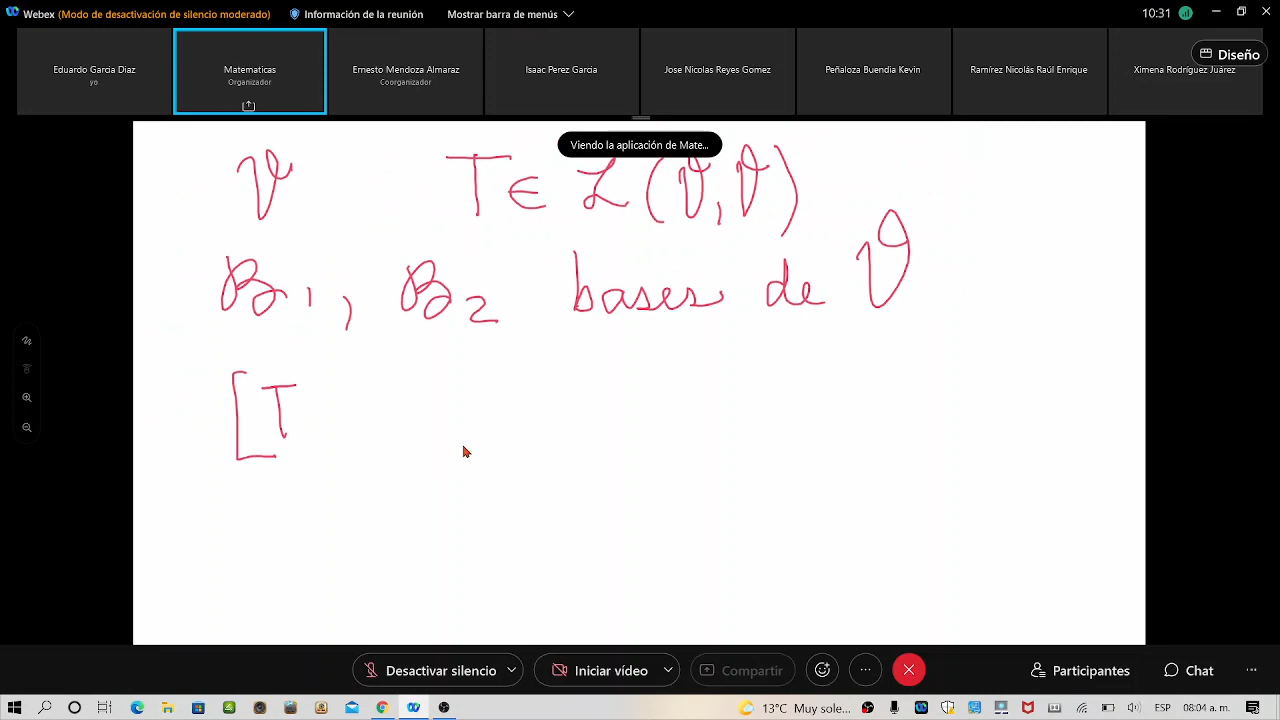 Webex (Modo de desactivación de silencio moderado) Información de la reunión Mostrar barra de menús 10:31
Eduardo Garcia Diaz
yo
Matematicas
Organizador
Ernesto Mendoza Almaraz
Coorganizador
Isaac Perez Garcia
Jose Nicolas Reyes Gomez
Peñaloza Buendia Kevin
Ramírez Nicolás Raúl Enrique
Ximena Rodríguez Juárez
Diseño
Viendo la aplicación de Mate...
𝒱 T ∈ ℒ(𝒱, 𝒱)
ℬ₁, ℬ₂ bases de 𝒱
[T
Desactivar silencio Iniciar vídeo Compartir Participantes Chat
13°C Muy sole... ESP 08:04 a. m.